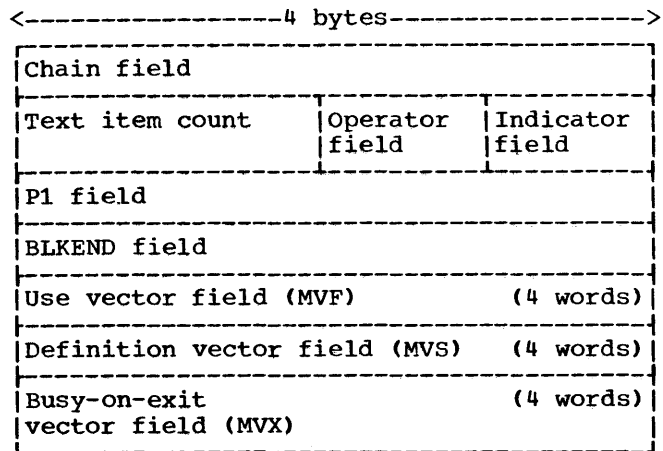 <-----------------4 bytes----------------->
Chain field
Text item count Operator field Indicator field
P1 field
BLKEND field
Use vector field (MVF) (4 words)
Definition vector field (MVS) (4 words)
Busy-on-exit (4 words)
vector field (MVX)